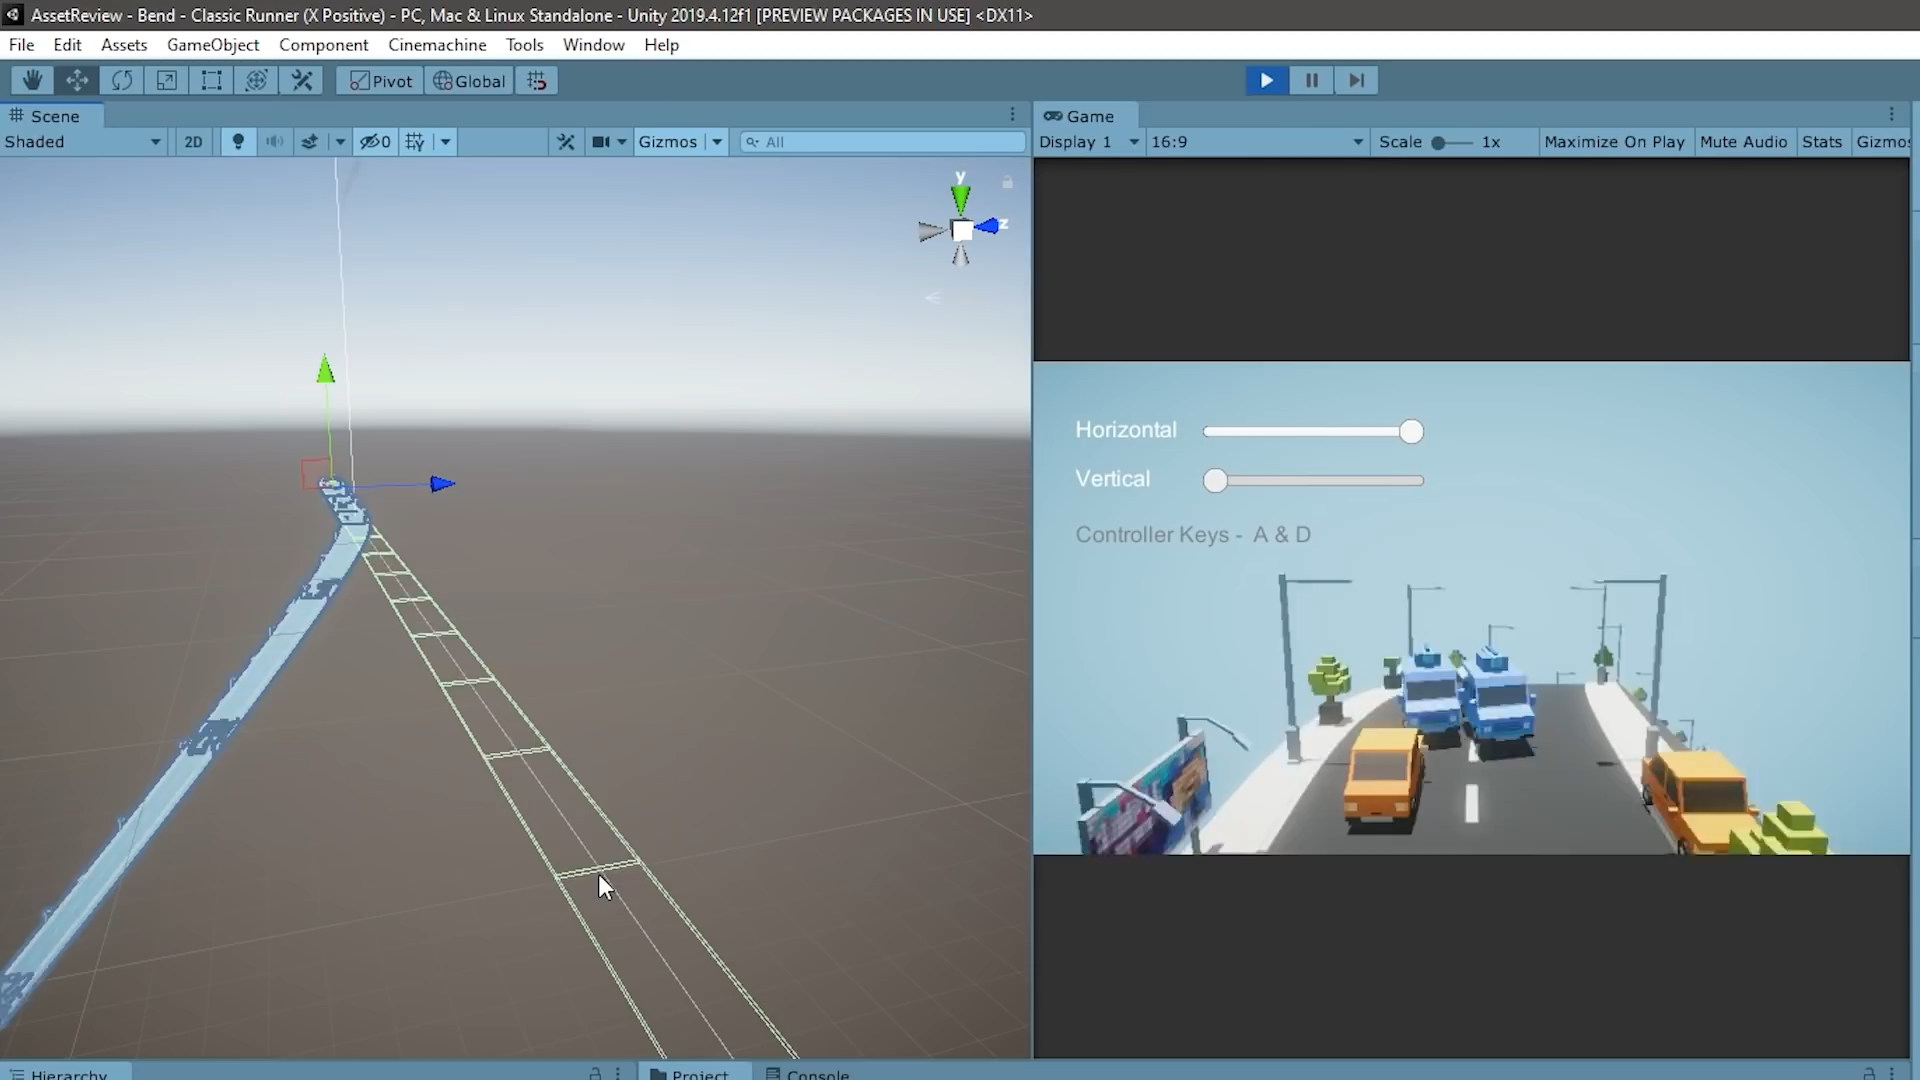 AssetReview - Bend - Classic Runner (X Positive) - PC, Mac & Linux Standalone - Unity 2019.4.12f1 [PREVIEW PACKAGES IN USE] <DX11>
File Edit Assets GameObject Component Cinemachine Tools Window Help
Pivot Global
Scene
Game
Shaded 2D 0 Gizmos All
Display 1 16:9 Scale 1x Maximize On Play Mute Audio Stats Gizmos
y
z
Horizontal
Vertical
Controller Keys - A & D
Hierarchy
Project
Console